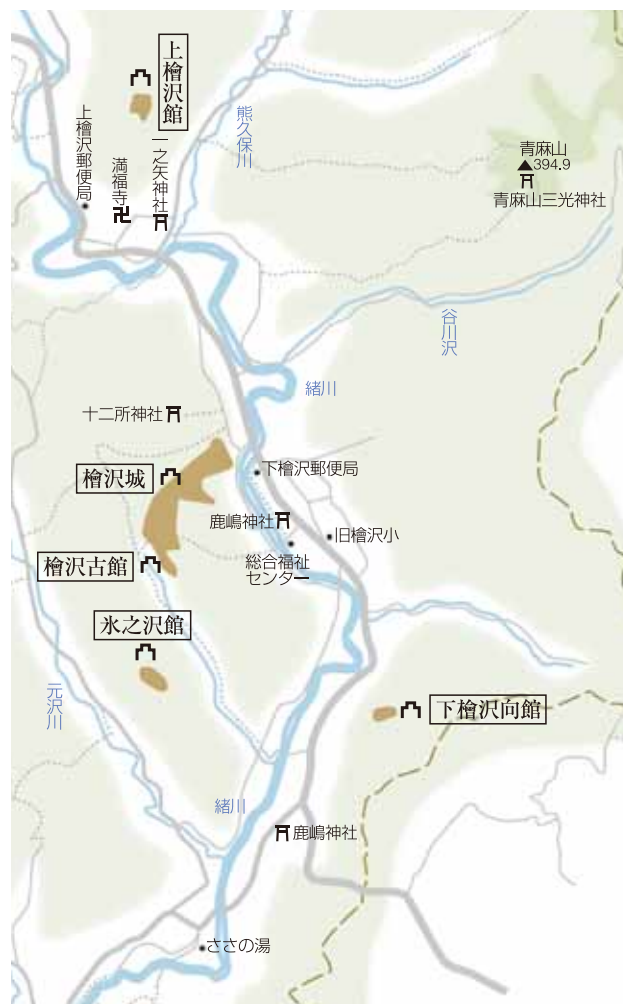 上檜沢館
上檜沢郵便局
満福寺
一之矢神社
熊久保川
青麻山
394.9
青麻山三光神社
谷川沢
緒川
十二所神社
檜沢城
下檜沢郵便局
鹿嶋神社
旧檜沢小
総合福祉
センター
檜沢古館
氷之沢館
元沢川
下檜沢向館
緒川
鹿嶋神社
ささの湯